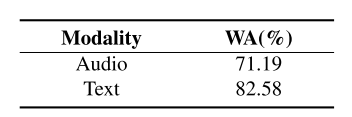 Modality WA(%)
Audio 71.19
Text 82.58